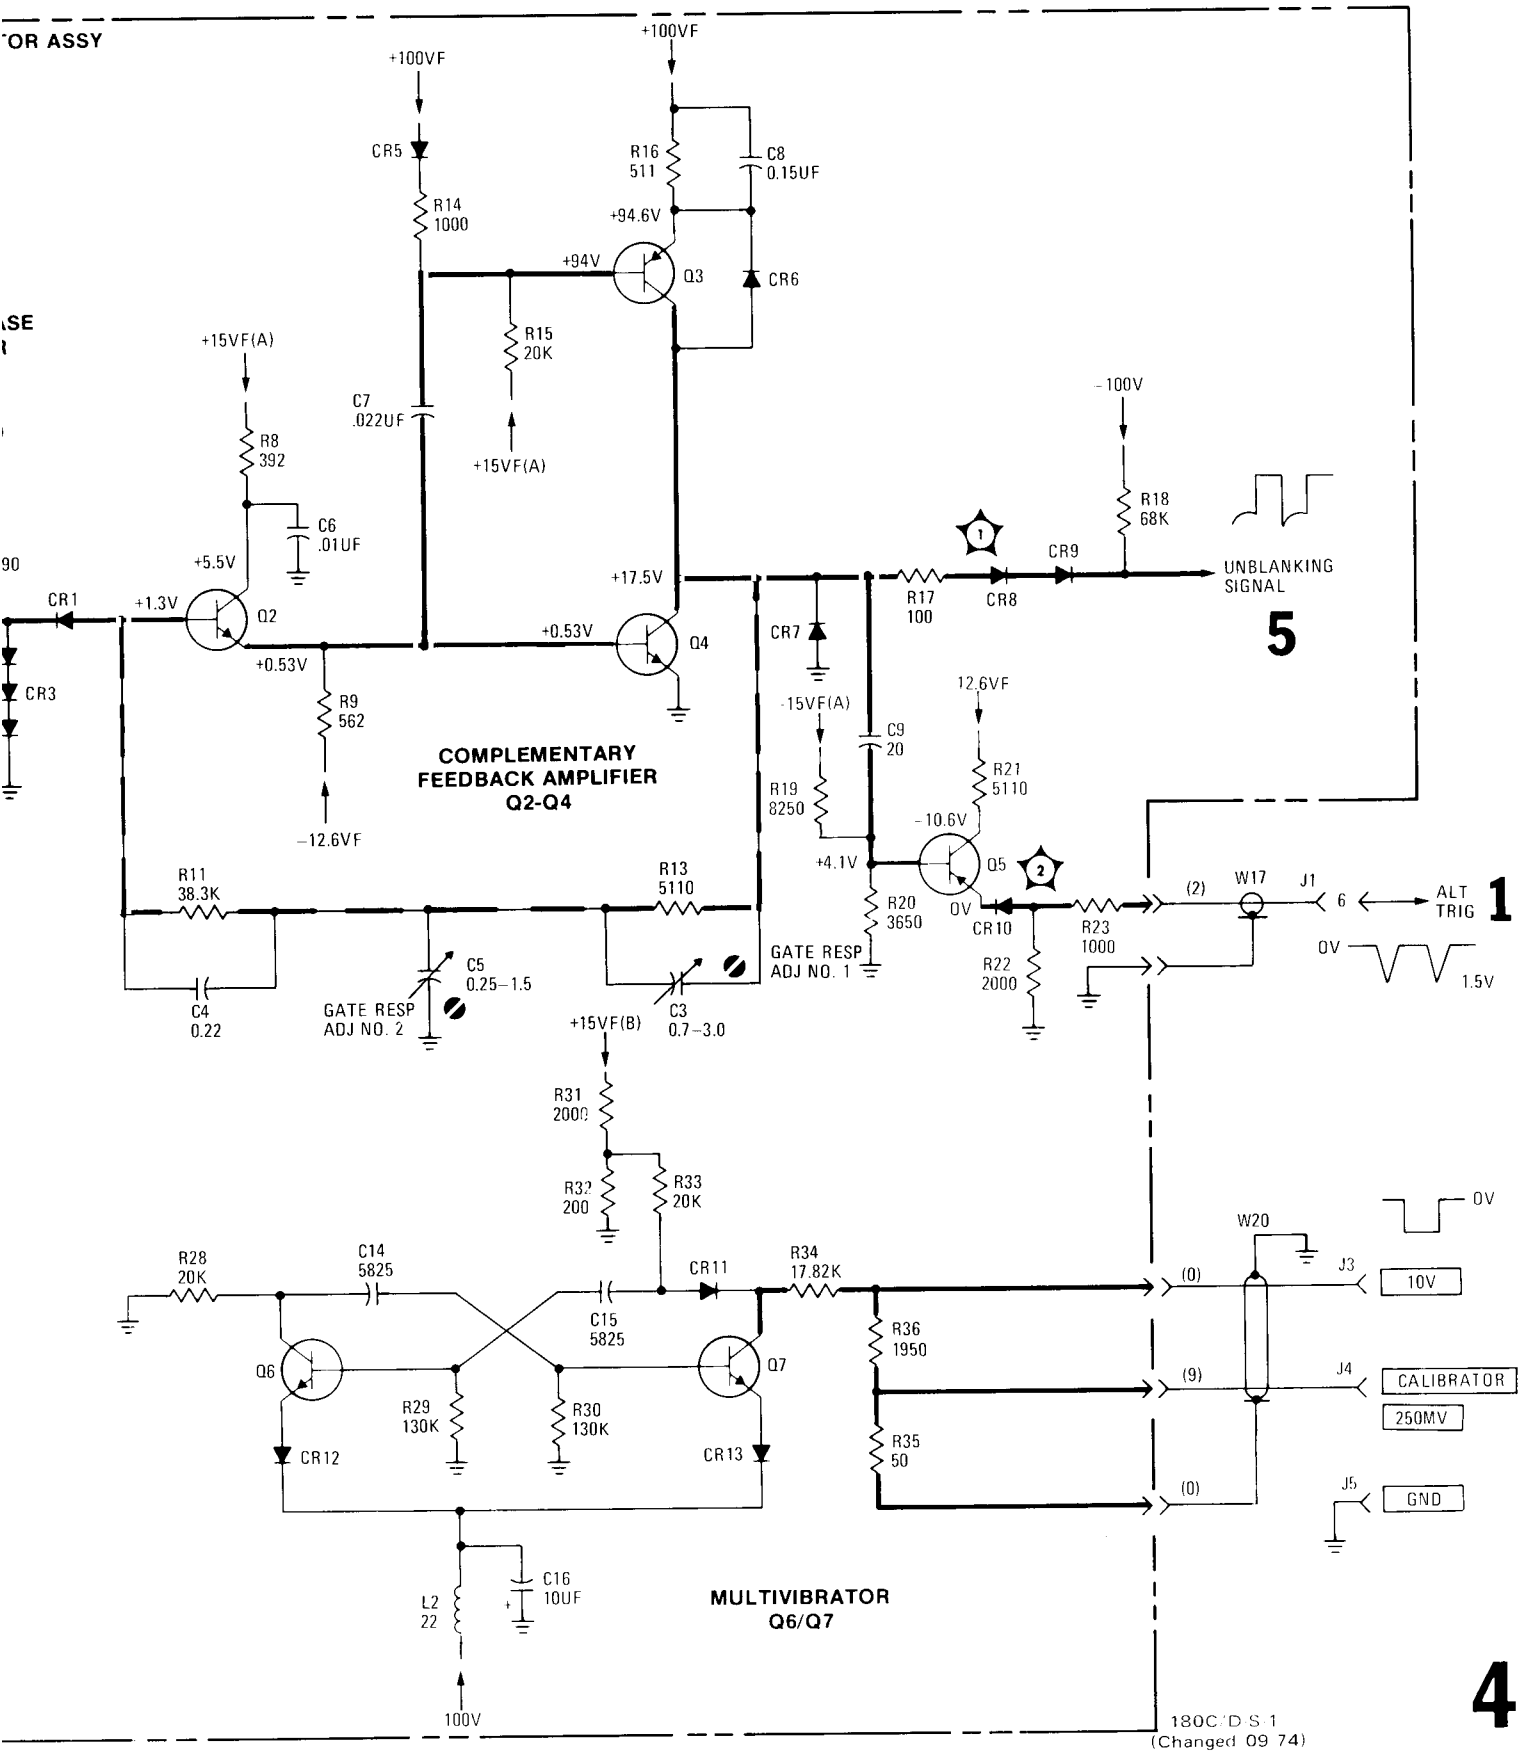 TOR ASSY
+100VF
+100VF
CR5
R16
511
C8
0.15UF
R14
1000
+94.6V
+94V
Q3
CR6
ASE
R
+15VF(A)
R15
20K
C7
.022UF
-100V
R8
392
+15VF(A)
R18
68K
C6
.01UF
1
CR9
90
+5.5V
+17.5V
UNBLANKING
SIGNAL
CR1
+1.3V
Q2
R17
100
CR8
5
+0.53V
Q4
CR7
+0.53V
CR3
R9
562
12.6VF
-15VF(A)
C9
20
COMPLEMENTARY
FEEDBACK AMPLIFIER
Q2-Q4
R21
5110
R19
8250
-10.6V
-12.6VF
+4.1V
Q5
2
R11
38.3K
R13
5110
(2)
W17
J1
6
ALT
TRIG
1
R20
3650
0V
CR10
R23
1000
GATE RESP
ADJ NO. 1
0V
1.5V
C5
0.25-1.5
R22
2000
C4
0.22
GATE RESP
ADJ NO. 2
C3
0.7-3.0
+15VF(B)
R31
2000
R32
200
R33
20K
0V
W20
R28
20K
C14
5825
CR11
R34
17.82K
(0)
J3
10V
C15
5825
R36
1950
Q6
Q7
(9)
J4
CALIBRATOR
250MV
R29
130K
R30
130K
R35
50
CR12
CR13
(0)
J5
GND
C16
10UF
+
L2
22
MULTIVIBRATOR
Q6/Q7
100V
4
180C/D-S-1
(Changed 09 74)